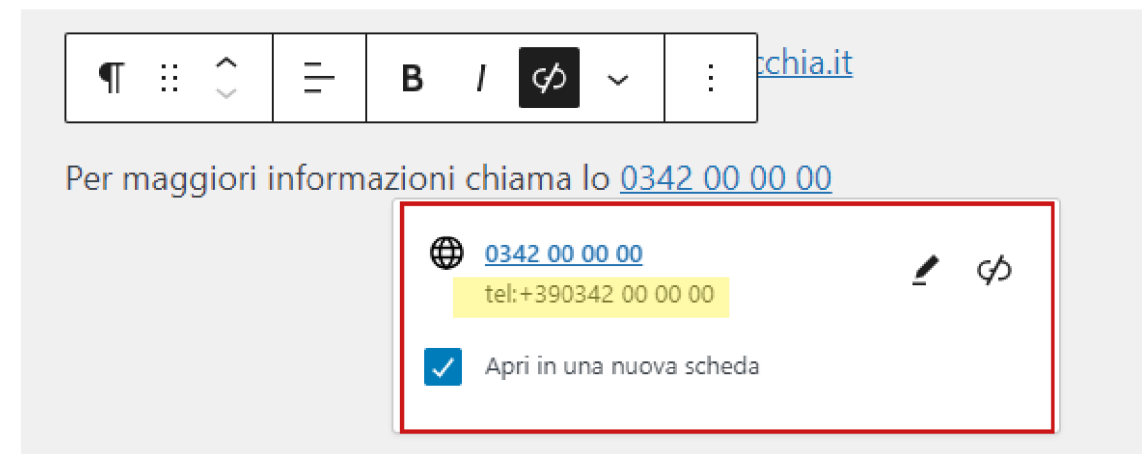 B I
cchia.it
Per maggiori informazioni chiama lo 0342 00 00 00
0342 00 00 00
tel:+390342 00 00 00
Apri in una nuova scheda